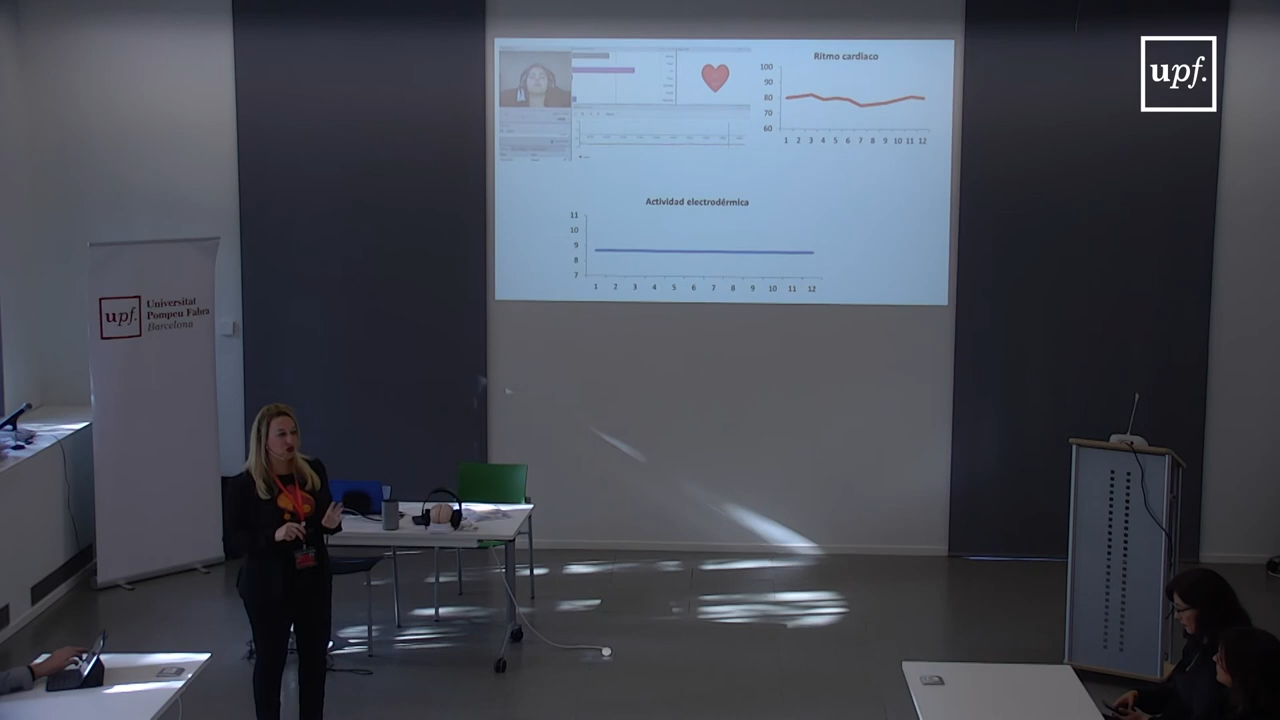 Ritmo cardiaco
100
90
80
70
60
1 2 3 4 5 6 7 8 9 10 11 12
Actividad electrodérmica
11
10
9
8
7
1 2 3 4 5 6 7 8 9 10 11 12
upf.
upf.
Universitat
Pompeu Fabra
Barcelona